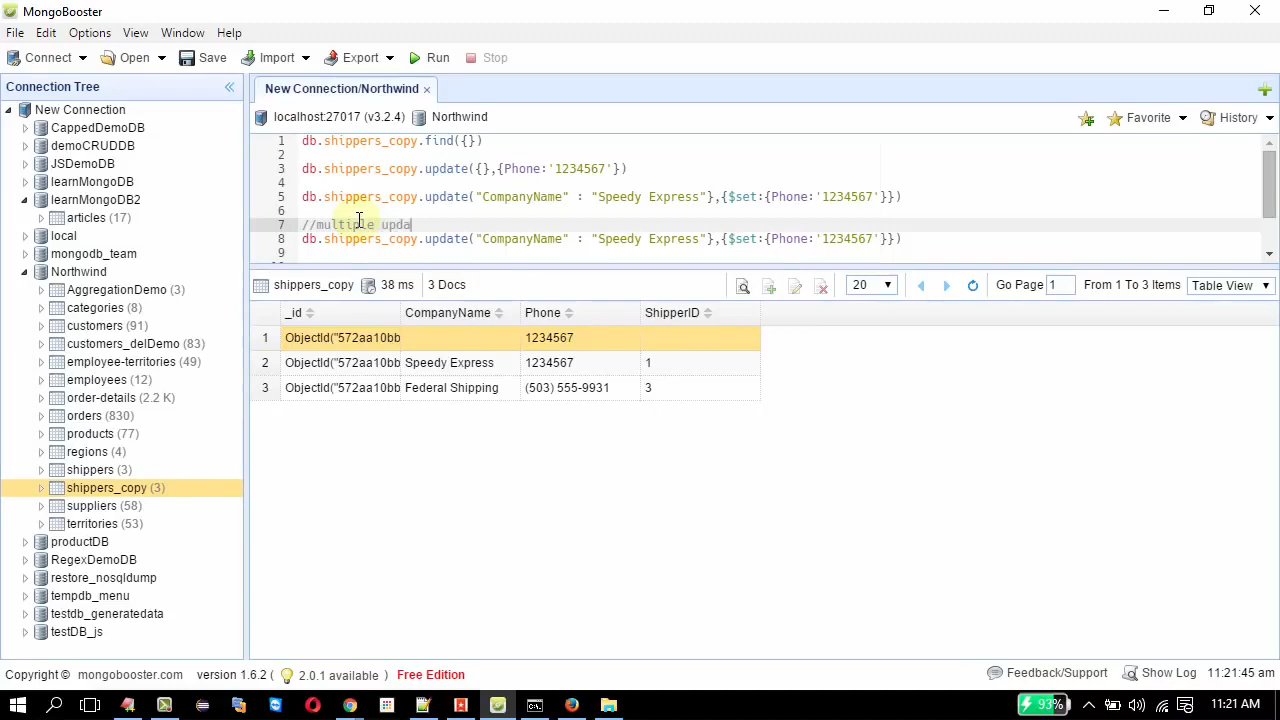 MongoBooster
File Edit Options View Window Help
Connect Open Save Import Export Run Stop
Connection Tree
New Connection
CappedDemoDB
demoCRUDDB
JSDemoDB
learnMongoDB
learnMongoDB2
articles (17)
local
mongodb_team
Northwind
AggregationDemo (3)
categories (8)
customers (91)
customers_delDemo (83)
employee-territories (49)
employees (12)
order-details (2.2 K)
orders (830)
products (77)
regions (4)
shippers (3)
shippers_copy (3)
suppliers (58)
territories (53)
productDB
RegexDemoDB
restore_nosqldump
tempdb_menu
testdb_generatedata
testDB_js
New Connection/Northwind ×
localhost:27017 (v3.2.4) Northwind Favorite History
1 db.shippers_copy.find({})
2
3 db.shippers_copy.update({},{Phone:'1234567'})
4
5 db.shippers_copy.update("CompanyName" : "Speedy Express"},{$set:{Phone:'1234567'}})
6
7 //multiple upda
8 db.shippers_copy.update("CompanyName" : "Speedy Express"},{$set:{Phone:'1234567'}})
9
shippers_copy 38 ms 3 Docs 20 Go Page 1 From 1 To 3 Items Table View
_id CompanyName Phone ShipperID
1 ObjectId("572aa10bb 1234567
2 ObjectId("572aa10bb Speedy Express 1234567 1
3 ObjectId("572aa10bb Federal Shipping (503) 555-9931 3
Copyright © mongobooster.com version 1.6.2 ( 2.0.1 available ) Free Edition Feedback/Support Show Log 11:21:45 am
93% 11:21 AM